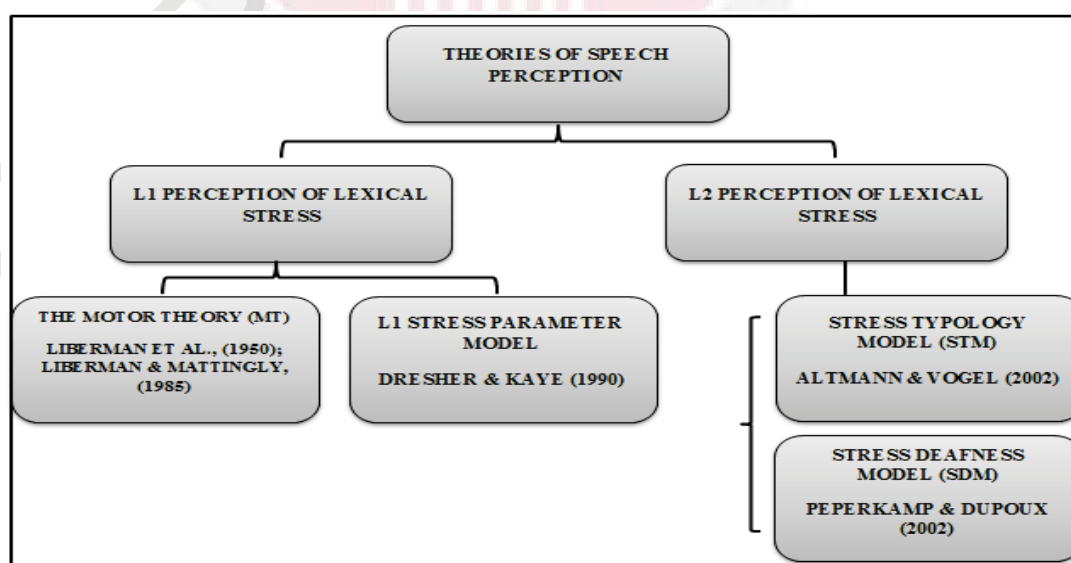 THEORIES OF SPEECH
PERCEPTION
L1 PERCEPTION OF LEXICAL
STRESS
L2 PERCEPTION OF LEXICAL
STRESS
THE MOTOR THEORY (MT)
LIBERMAN ET AL., (1950);
LIBERMAN & MATTINGLY,
(1985)
L1 STRESS PARAMETER
MODEL
DRESHER & KAYE (1990)
STRESS TYPOLOGY
MODEL (STM)
ALTMANN & VOGEL (2002)
STRESS DEAFNESS
MODEL (SDM)
PEPERKAMP & DUPOUX
(2002)